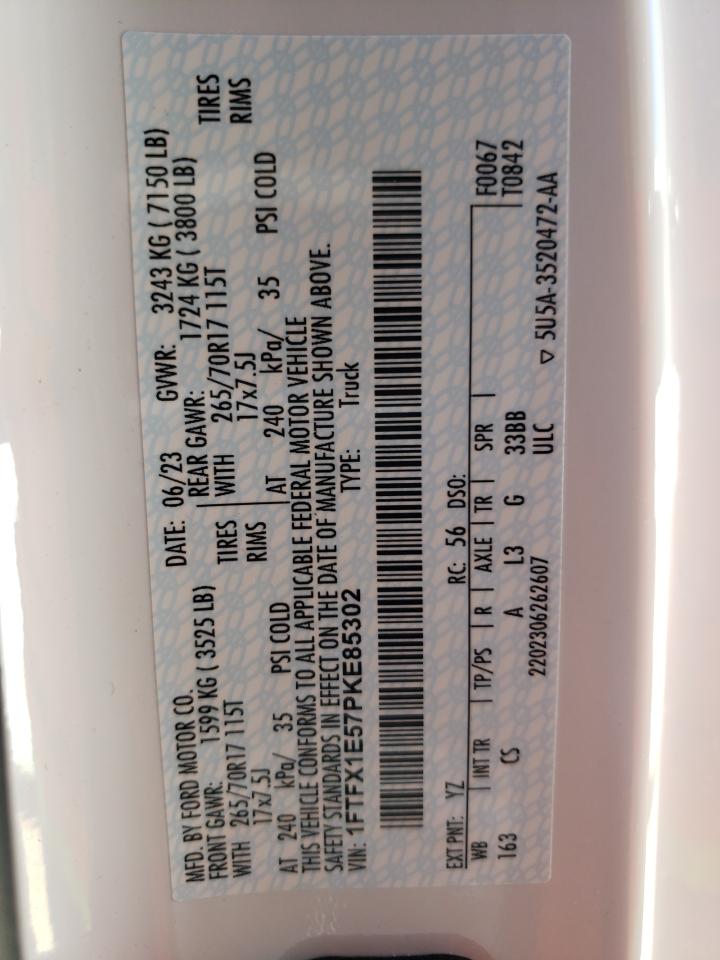 MFD. BY FORD MOTOR CO. DATE: 06/23 GVWR: 3243 KG ( 7150 LB)
FRONT GAWR: 1599 KG ( 3525 LB) REAR GAWR: 1724 KG ( 3800 LB)
WITH 265/70R17 115T TIRES WITH 265/70R17 115T TIRES
17x7.5J RIMS 17x7.5J RIMS
AT 240 kPa/ 35 PSI COLD AT 240 kPa/ 35 PSI COLD
THIS VEHICLE CONFORMS TO ALL APPLICABLE FEDERAL MOTOR VEHICLE
SAFETY STANDARDS IN EFFECT ON THE DATE OF MANUFACTURE SHOWN ABOVE.
VIN: 1FTFX1E57PKE85302 TYPE: Truck
EXT PNT: YZ RC: 56 DSO:
WB INT TR TP/PS R AXLE TR SPR F0067
163 CS A L3 G 33BB T0842
2202306262607 ULC ▽ 5U5A-3520472-AA